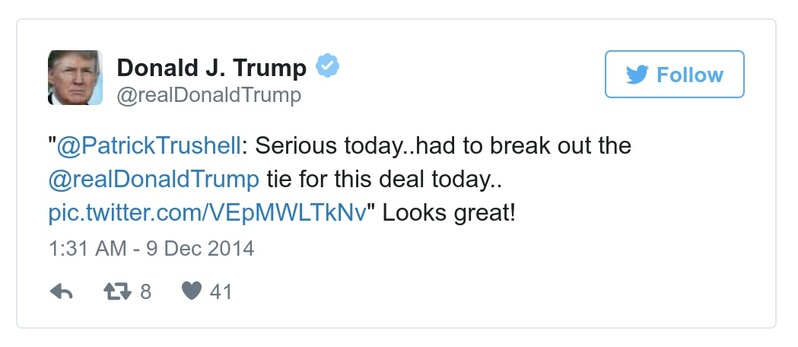 Donald J. Trump
@realDonaldTrump
Follow
"@PatrickTrushell: Serious today..had to break out the
@realDonaldTrump tie for this deal today..
pic.twitter.com/VEpMWLTkNv" Looks great!
1:31 AM - 9 Dec 2014
8 41